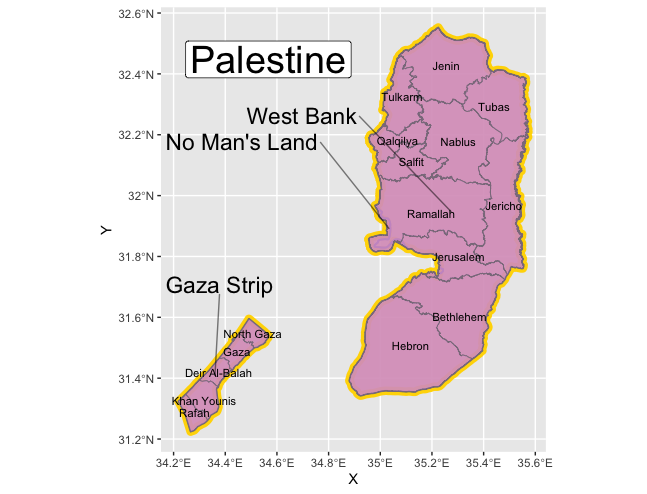 Palestine
West Bank
No Man's Land
Gaza Strip
Jenin
Tulkarm
Tubas
Qalqilya
Nablus
Salfit
Jericho
Ramallah
Jerusalem
Bethlehem
Hebron
North Gaza
Gaza
Deir Al-Balah
Khan Younis
Rafah
32.6°N
32.4°N
32.2°N
32°N
31.8°N
31.6°N
31.4°N
31.2°N
Y
34.2°E 34.4°E 34.6°E 34.8°E 35°E 35.2°E 35.4°E 35.6°E
X